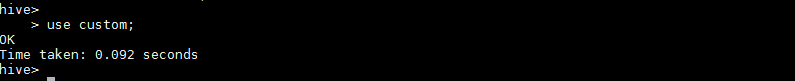 hive>
    > use custom;
OK
Time taken: 0.092 seconds
hive>